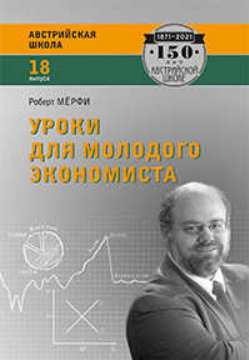 АВСТРИЙСКАЯ
ШКОЛА
18
выпуск
1871-2021
150
ЛЕТ
АВСТРИЙСКОЙ
ШКОЛЕ
Роберт МЁРФИ
УРОКИ
ДЛЯ МОЛОДОГО
ЭКОНОМИСТА